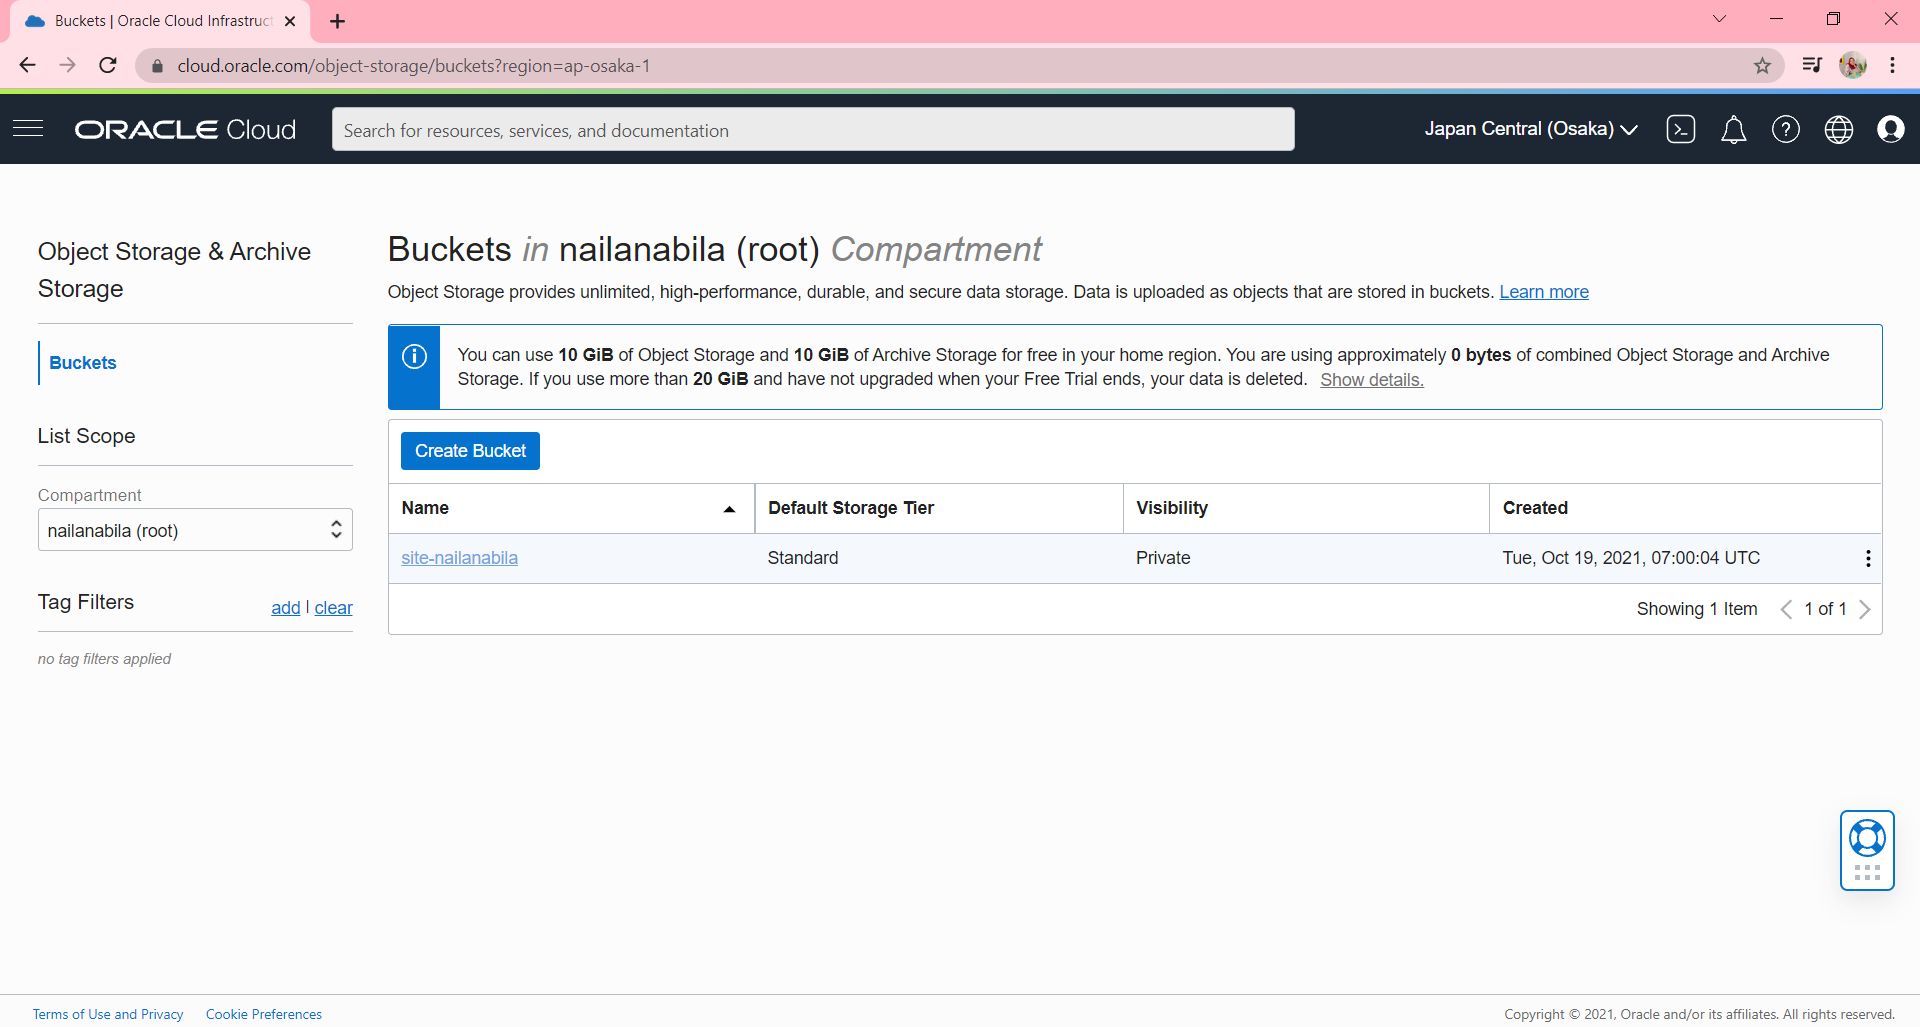 Buckets | Oracle Cloud Infrastruct
cloud.oracle.com/object-storage/buckets?region=ap-osaka-1
ORACLE Cloud
Search for resources, services, and documentation
Japan Central (Osaka)
Object Storage & Archive
Storage
Buckets
List Scope
Compartment
nailanabila (root)
Tag Filters
add | clear
no tag filters applied
Buckets in nailanabila (root) Compartment
Object Storage provides unlimited, high-performance, durable, and secure data storage. Data is uploaded as objects that are stored in buckets. Learn more
You can use 10 GiB of Object Storage and 10 GiB of Archive Storage for free in your home region. You are using approximately 0 bytes of combined Object Storage and Archive
Storage. If you use more than 20 GiB and have not upgraded when your Free Trial ends, your data is deleted. Show details.
Create Bucket
Name Default Storage Tier Visibility Created
site-nailanabila Standard Private Tue, Oct 19, 2021, 07:00:04 UTC
Showing 1 Item 1 of 1
Terms of Use and Privacy Cookie Preferences
Copyright © 2021, Oracle and/or its affiliates. All rights reserved.